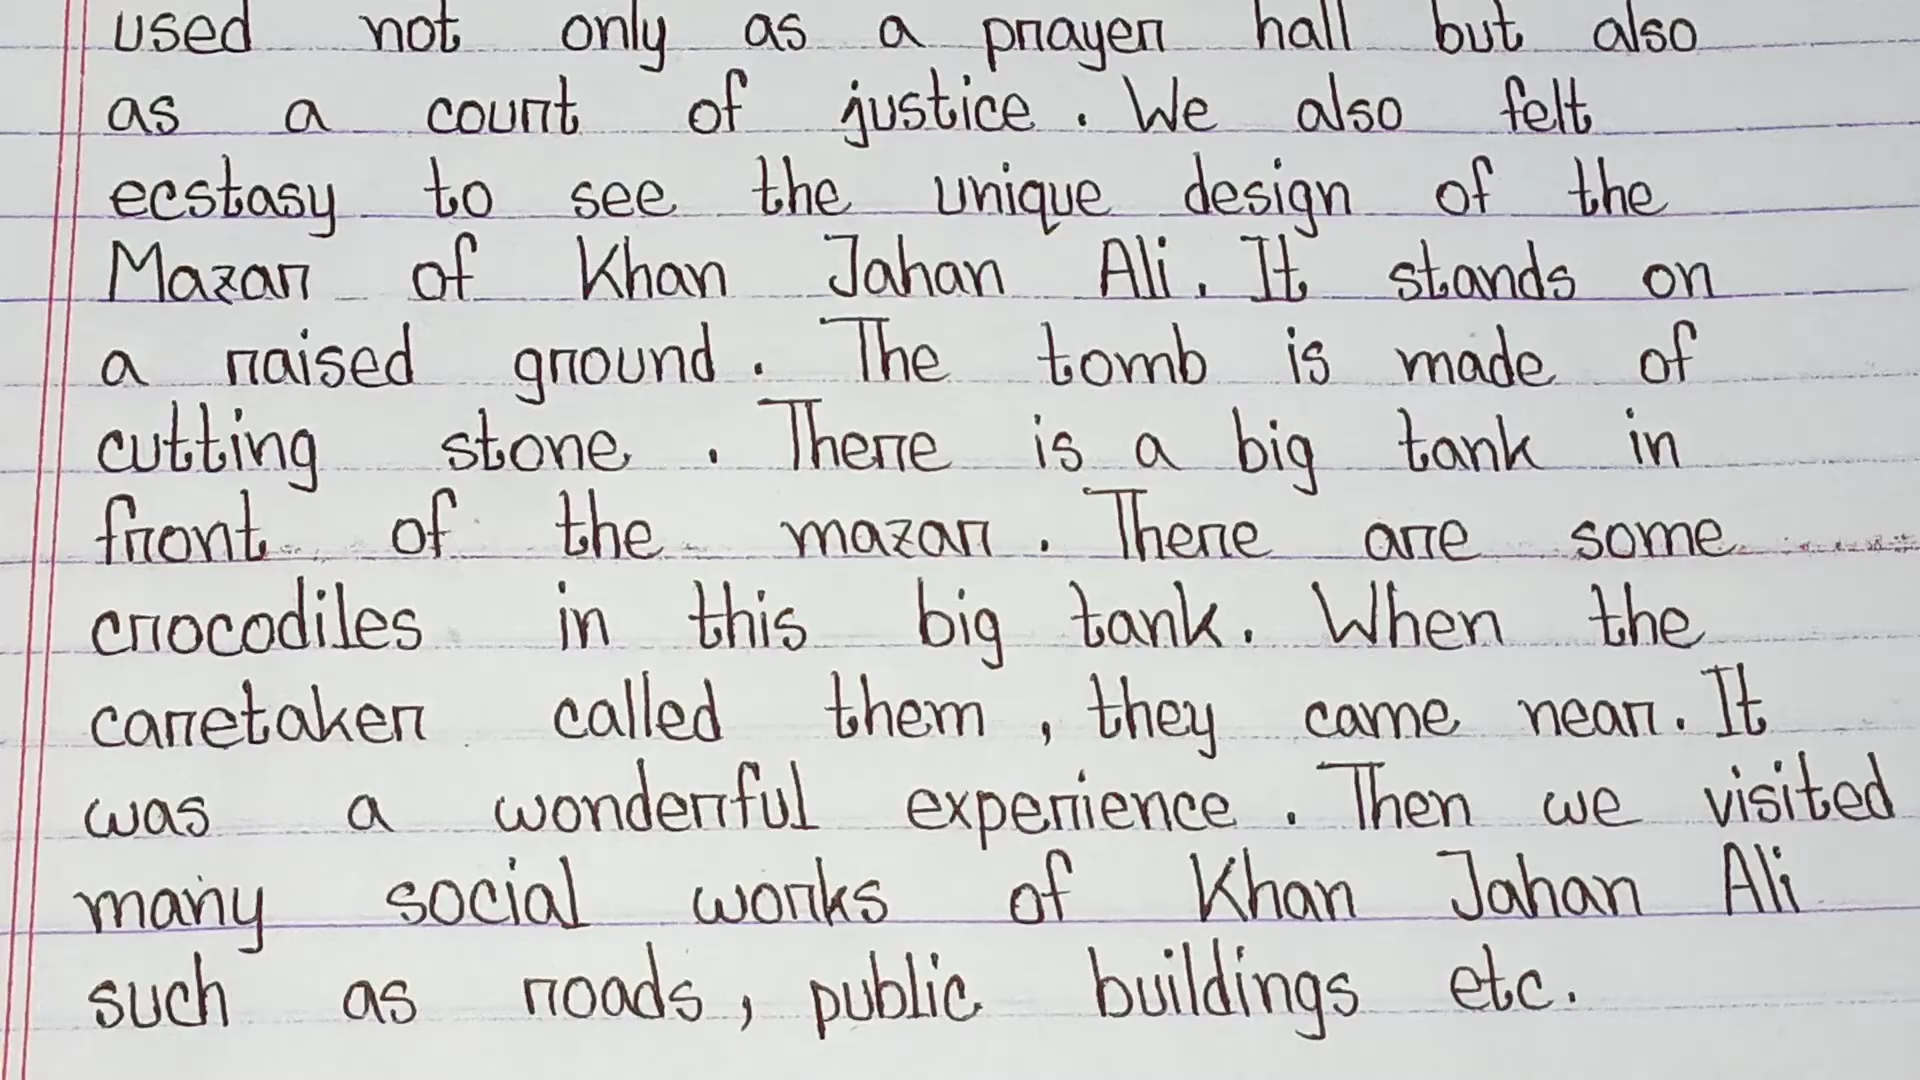 used not only as a prayer hall but also
as a court of justice. We also felt
ecstasy to see the unique design of the
Mazar of Khan Jahan Ali. It stands on
a raised ground. The tomb is made of
cutting stone. There is a big tank in
front of the mazar. There are some
crocodiles in this big tank. When the
caretaker called them, they came near. It
was a wonderful experience. Then we visited
many social works of Khan Jahan Ali
such as roads, public buildings etc.